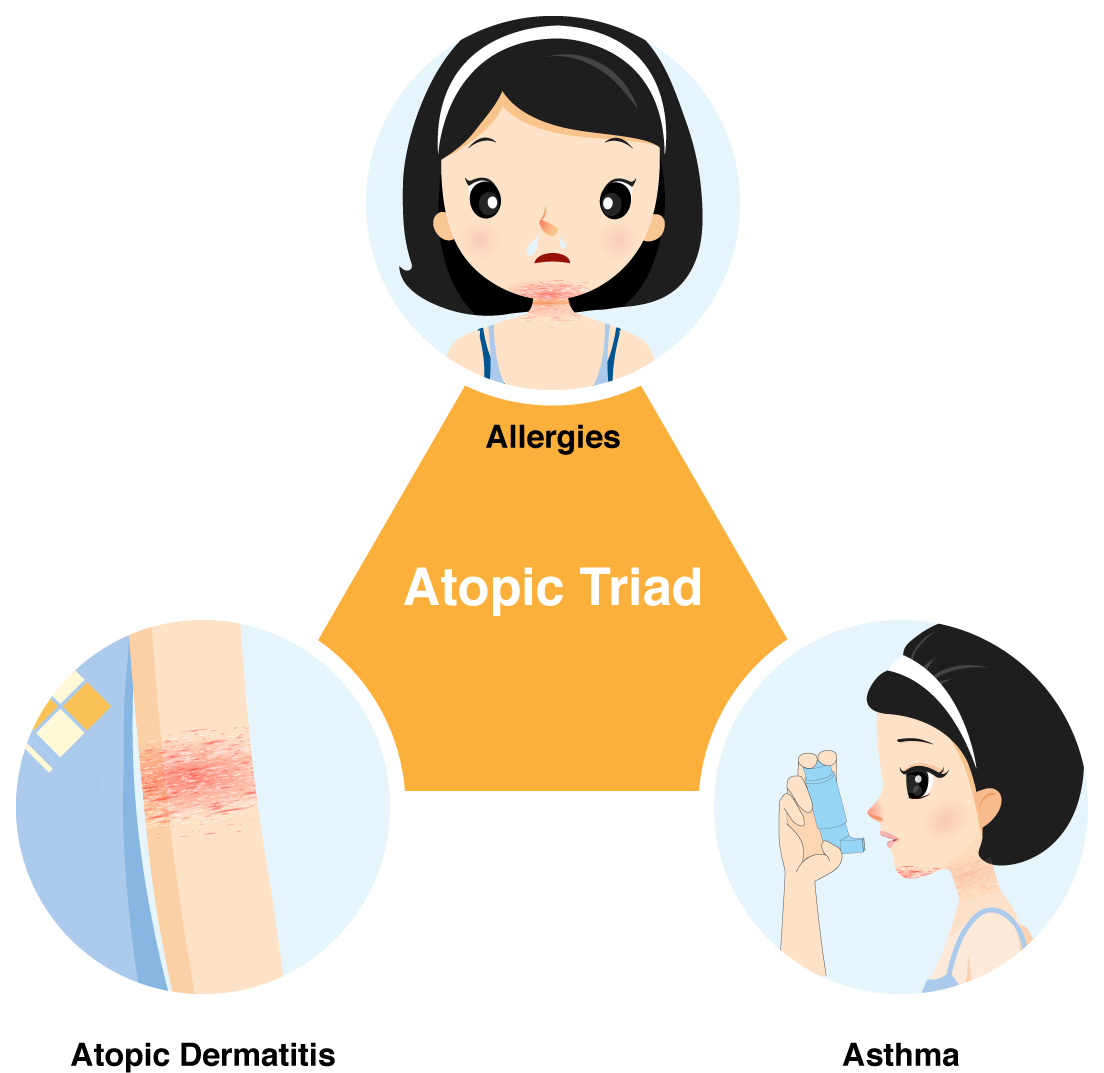 Allergies
Atopic Triad
Atopic Dermatitis
Asthma